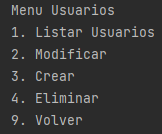 Menu Usuarios
1. Listar Usuarios
2. Modificar
3. Crear
4. Eliminar
9. Volver